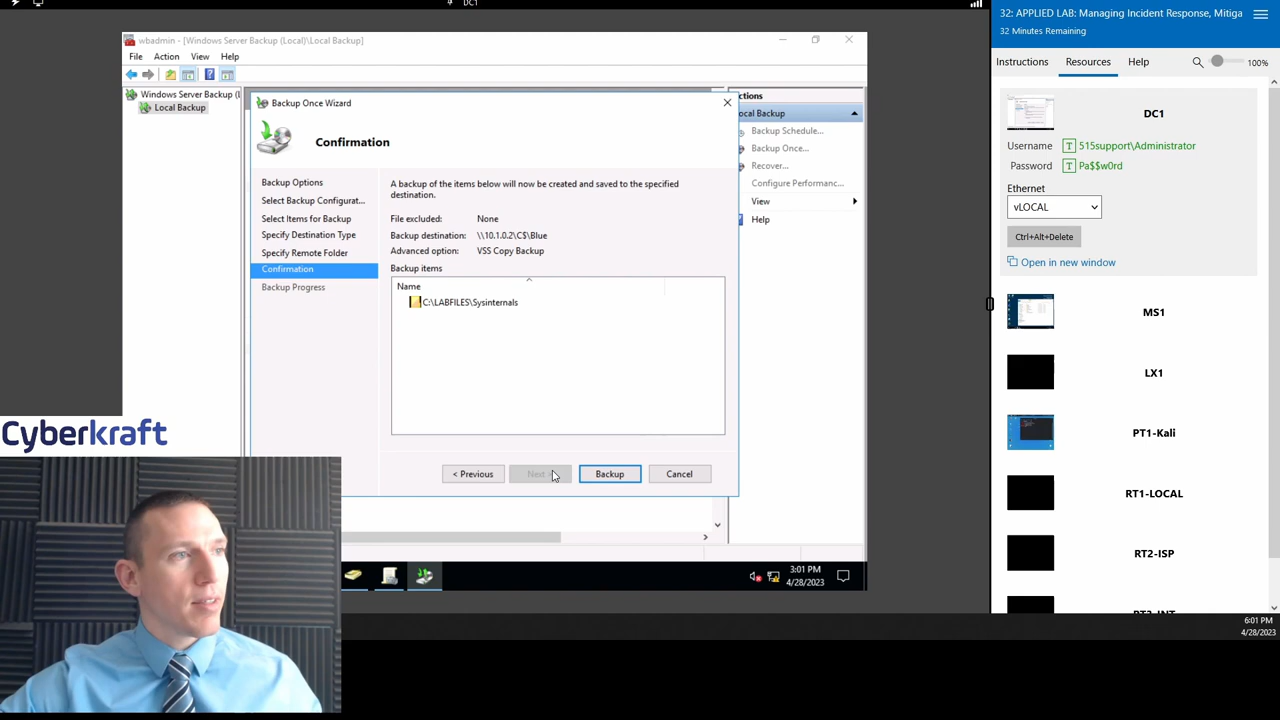 DC1
wbadmin - [Windows Server Backup (Local)\Local Backup]
File Action View Help
Windows Server Backup (L
Local Backup
Backup Once Wizard
Confirmation
Backup Options
Select Backup Configurat...
Select Items for Backup
Specify Destination Type
Specify Remote Folder
Confirmation
Backup Progress
A backup of the items below will now be created and saved to the specified
destination.
File excluded: None
Backup destination: \\10.1.0.2\C$\Blue
Advanced option: VSS Copy Backup
Backup items
Name
C:\LABFILES\Sysinternals
< Previous
Next >
Backup
Cancel
ctions
ocal Backup
Backup Schedule...
Backup Once...
Recover...
Configure Performanc...
View
Help
3:01 PM
4/28/2023
Cyberkraft
32: APPLIED LAB: Managing Incident Response, Mitiga
32 Minutes Remaining
Instructions Resources Help 100%
DC1
Username T 515support\Administrator
Password T Pa$$w0rd
Ethernet
vLOCAL
Ctrl+Alt+Delete
Open in new window
MS1
LX1
PT1-Kali
RT1-LOCAL
RT2-ISP
RT3-INT
6:01 PM
4/28/2023